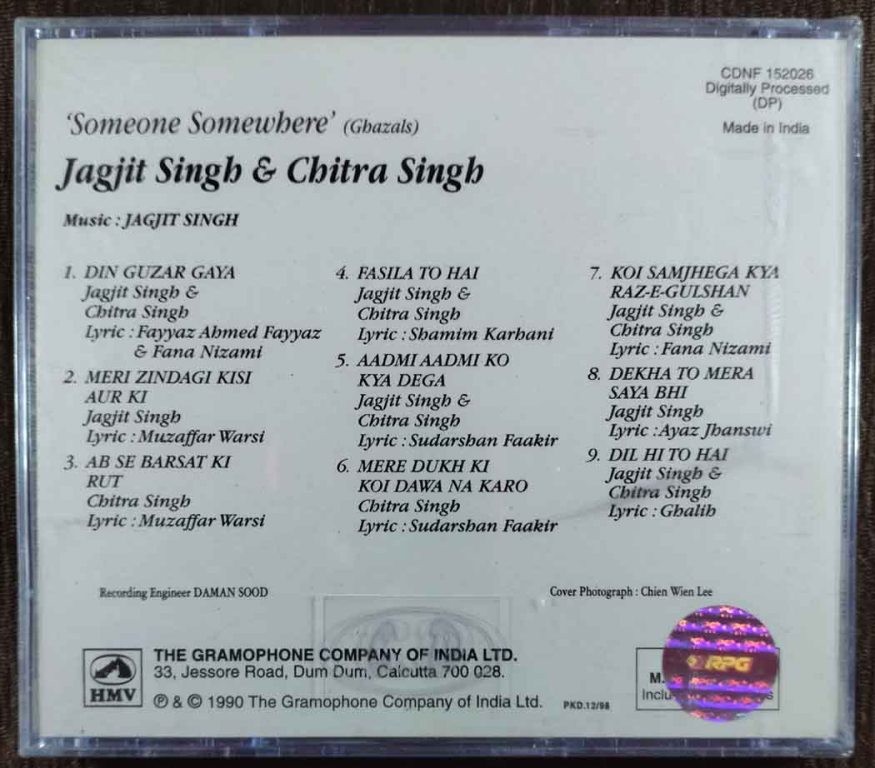 CDNF 152026
Digitally Processed
(DP)
Made in India
'Someone Somewhere' (Ghazals)
Jagjit Singh & Chitra Singh
Music : JAGJIT SINGH
1. DIN GUZAR GAYA
Jagjit Singh &
Chitra Singh
Lyric : Fayyaz Ahmed Fayyaz
& Fana Nizami
2. MERI ZINDAGI KISI
AUR KI
Jagjit Singh
Lyric : Muzaffar Warsi
3. AB SE BARSAT KI
RUT
Chitra Singh
Lyric : Muzaffar Warsi
4. FASILA TO HAI
Jagjit Singh &
Chitra Singh
Lyric : Shamim Karhani
5. AADMI AADMI KO
KYA DEGA
Jagjit Singh &
Chitra Singh
Lyric : Sudarshan Faakir
6. MERE DUKH KI
KOI DAWA NA KARO
Chitra Singh
Lyric : Sudarshan Faakir
7. KOI SAMJHEGA KYA
RAZ-E-GULSHAN
Jagjit Singh &
Chitra Singh
Lyric : Fana Nizami
8. DEKHA TO MERA
SAYA BHI
Jagjit Singh
Lyric : Ayaz Jhanswi
9. DIL HI TO HAI
Jagjit Singh &
Chitra Singh
Lyric : Ghalib
Recording Engineer DAMAN SOOD
Cover Photograph : Chien Wien Lee
HMV
THE GRAMOPHONE COMPANY OF INDIA LTD.
33, Jessore Road, Dum Dum, Calcutta 700 028.
℗ & © 1990 The Gramophone Company of India Ltd.
PKD.12/98
RPG